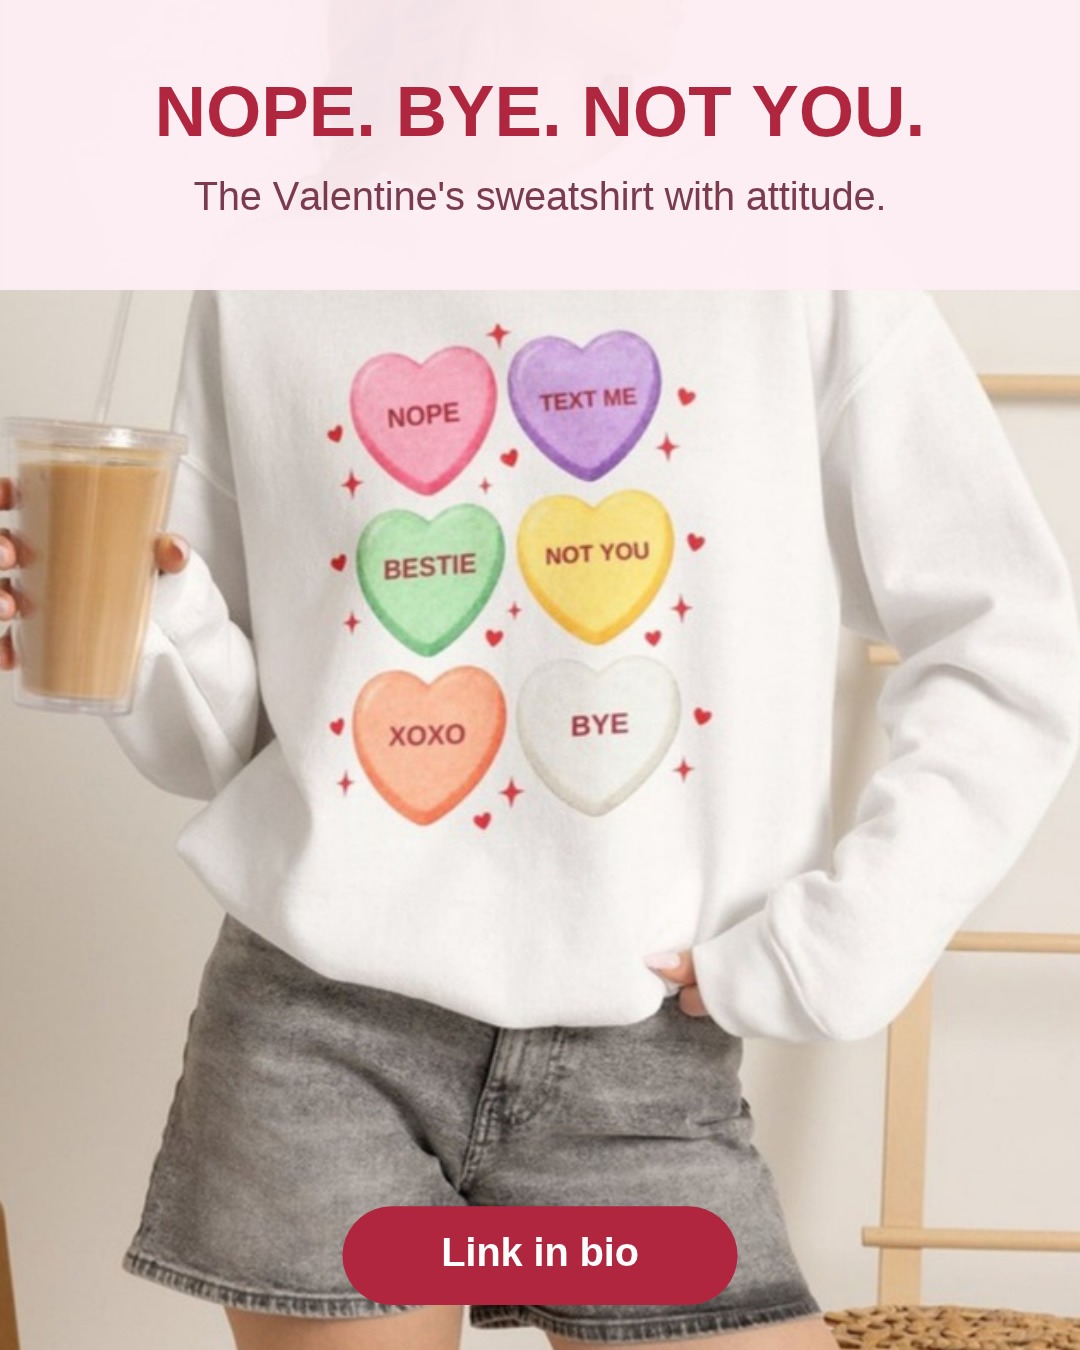 NOPE. BYE. NOT YOU.
The Valentine's sweatshirt with attitude.
NOPE
TEXT ME
BESTIE
NOT YOU
XOXO
BYE
Link in bio